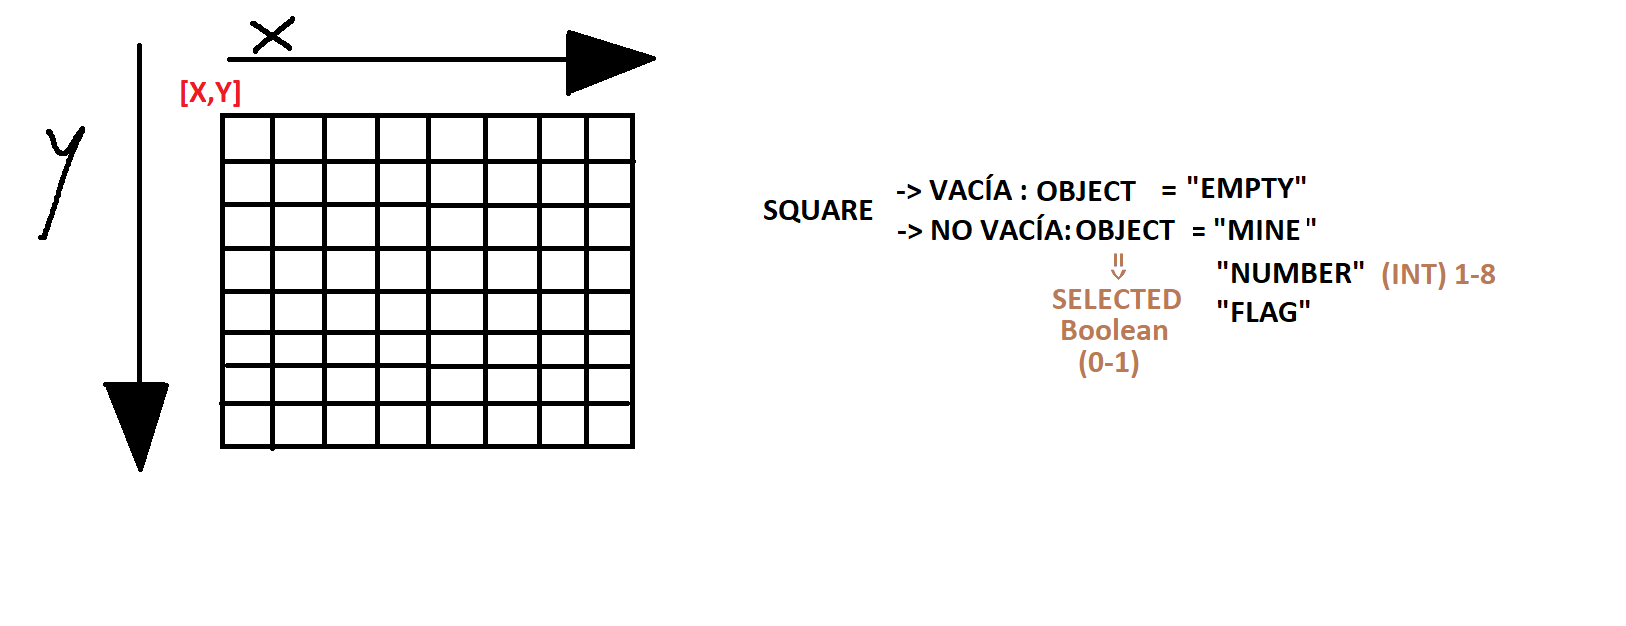 X
[X,Y]
y
SQUARE
-> VACÍA : OBJECT = "EMPTY"
-> NO VACÍA: OBJECT = "MINE"
"NUMBER" (INT) 1-8
"FLAG"
SELECTED
Boolean
(0-1)